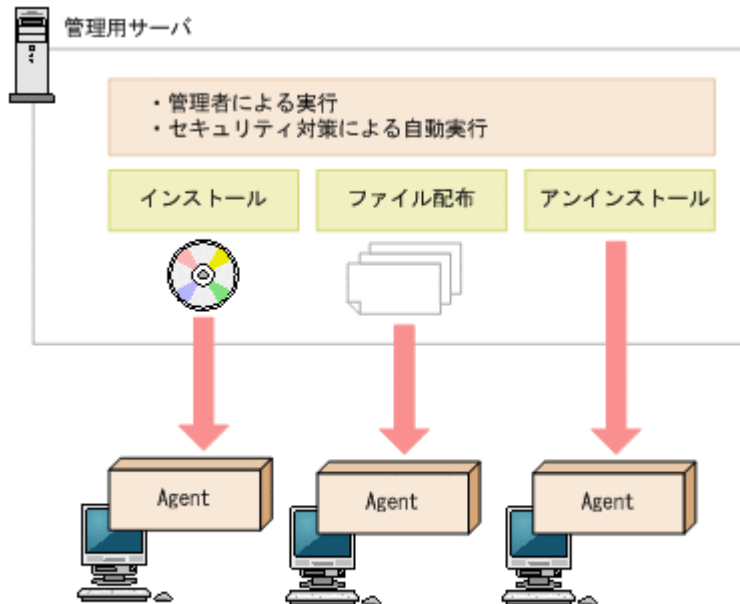 管理用サーバ
・管理者による実行
・セキュリティ対策による自動実行
インストール
ファイル配布
アンインストール
Agent
Agent
Agent